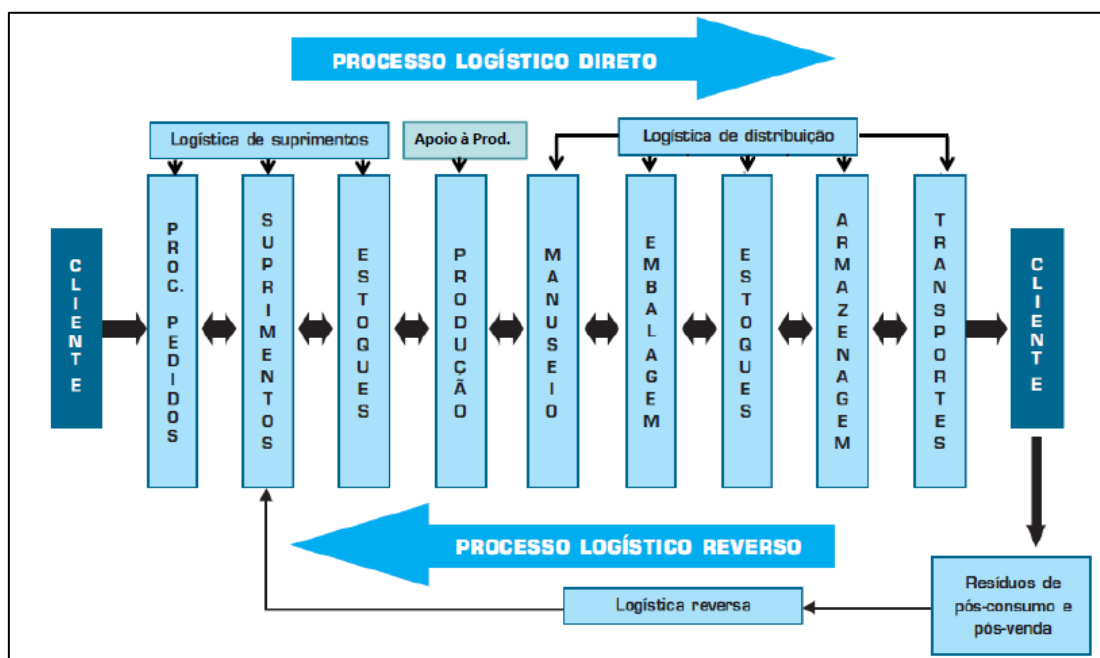 PROCESSO LOGÍSTICO DIRETO
Logística de suprimentos
Apoio à Prod.
Logística de distribuição
CLIENTE
PROC. PEDIDOS
SUPRIMENTOS
ESTOQUES
PRODUÇÃO
MANUSEIO
EMBALAGEM
ESTOQUES
ARMAZENAGEM
TRANSPORTES
CLIENTE
PROCESSO LOGÍSTICO REVERSO
Logística reversa
Resíduos de
pós-consumo e
pós-venda